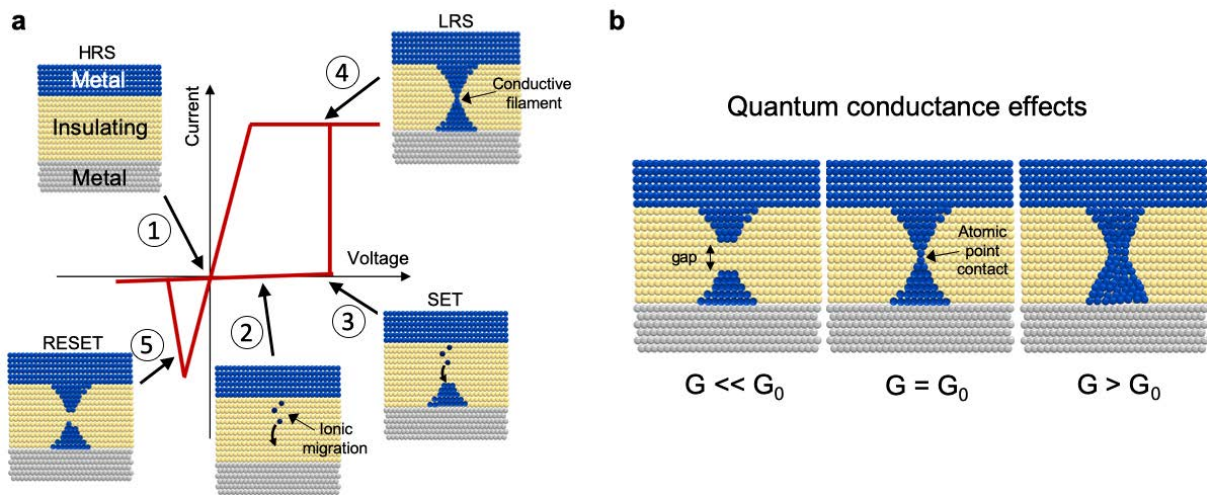 a
HRS
Metal
Insulating
Metal
1
Current
Voltage
4
LRS
Conductive
filament
2
3
SET
RESET
5
Ionic
migration
b
Quantum conductance effects
gap
Atomic
point
contact
G << G₀
G = G₀
G > G₀